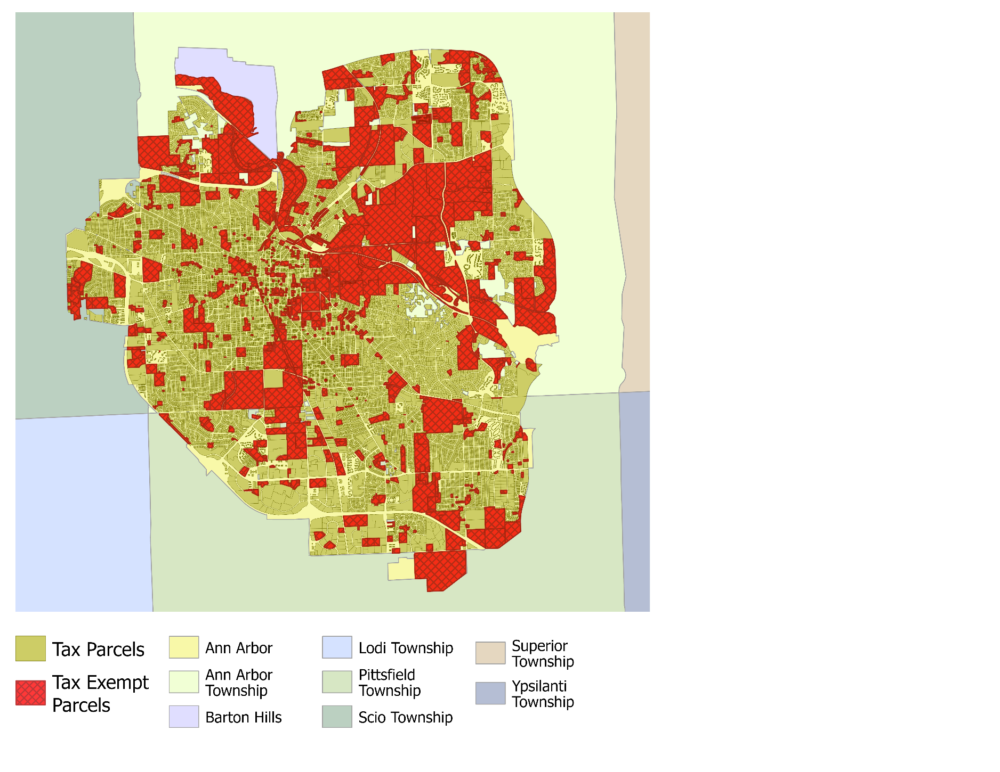 Tax Parcels
Tax Exempt
Parcels
Ann Arbor
Ann Arbor
Township
Barton Hills
Lodi Township
Pittsfield
Township
Scio Township
Superior
Township
Ypsilanti
Township